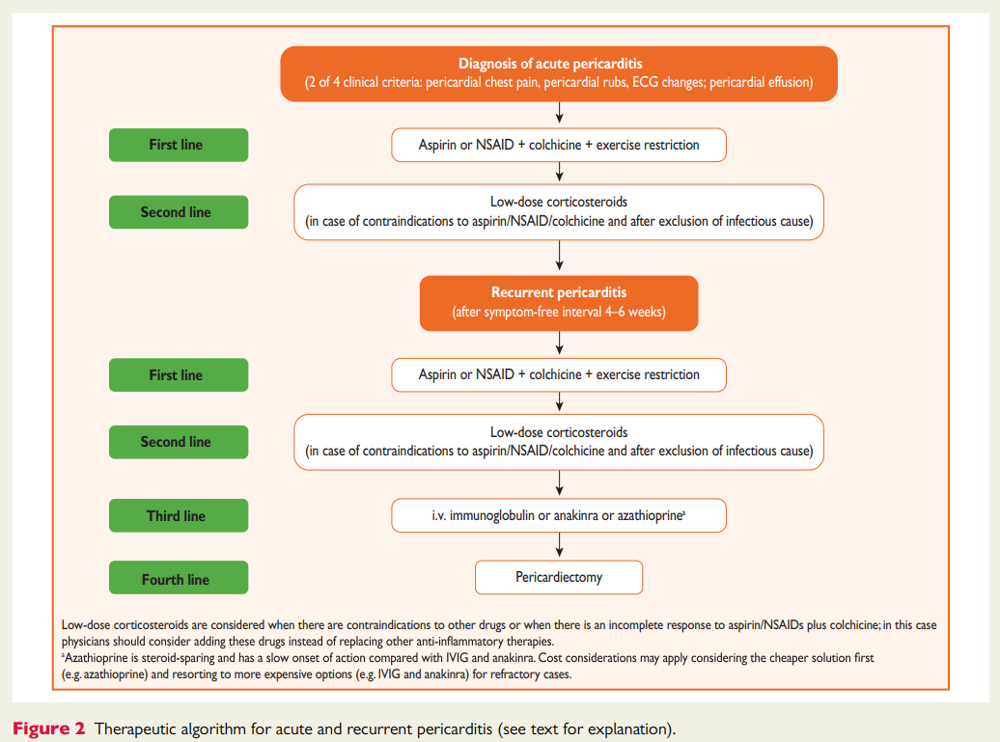 Diagnosis of acute pericarditis
(2 of 4 clinical criteria: pericardial chest pain, pericardial rubs, ECG changes; pericardial effusion)
First line
Aspirin or NSAID + colchicine + exercise restriction
Second line
Low-dose corticosteroids
(in case of contraindications to aspirin/NSAID/colchicine and after exclusion of infectious cause)
Recurrent pericarditis
(after symptom-free interval 4–6 weeks)
First line
Aspirin or NSAID + colchicine + exercise restriction
Second line
Low-dose corticosteroids
(in case of contraindications to aspirin/NSAID/colchicine and after exclusion of infectious cause)
Third line
i.v. immunoglobulin or anakinra or azathioprineᵃ
Fourth line
Pericardiectomy
Low-dose corticosteroids are considered when there are contraindications to other drugs or when there is an incomplete response to aspirin/NSAIDs plus colchicine; in this case
physicians should consider adding these drugs instead of replacing other anti-inflammatory therapies.
ᵃAzathioprine is steroid-sparing and has a slow onset of action compared with IVIG and anakinra. Cost considerations may apply considering the cheaper solution first
(e.g. azathioprine) and resorting to more expensive options (e.g. IVIG and anakinra) for refractory cases.
Figure 2 Therapeutic algorithm for acute and recurrent pericarditis (see text for explanation).